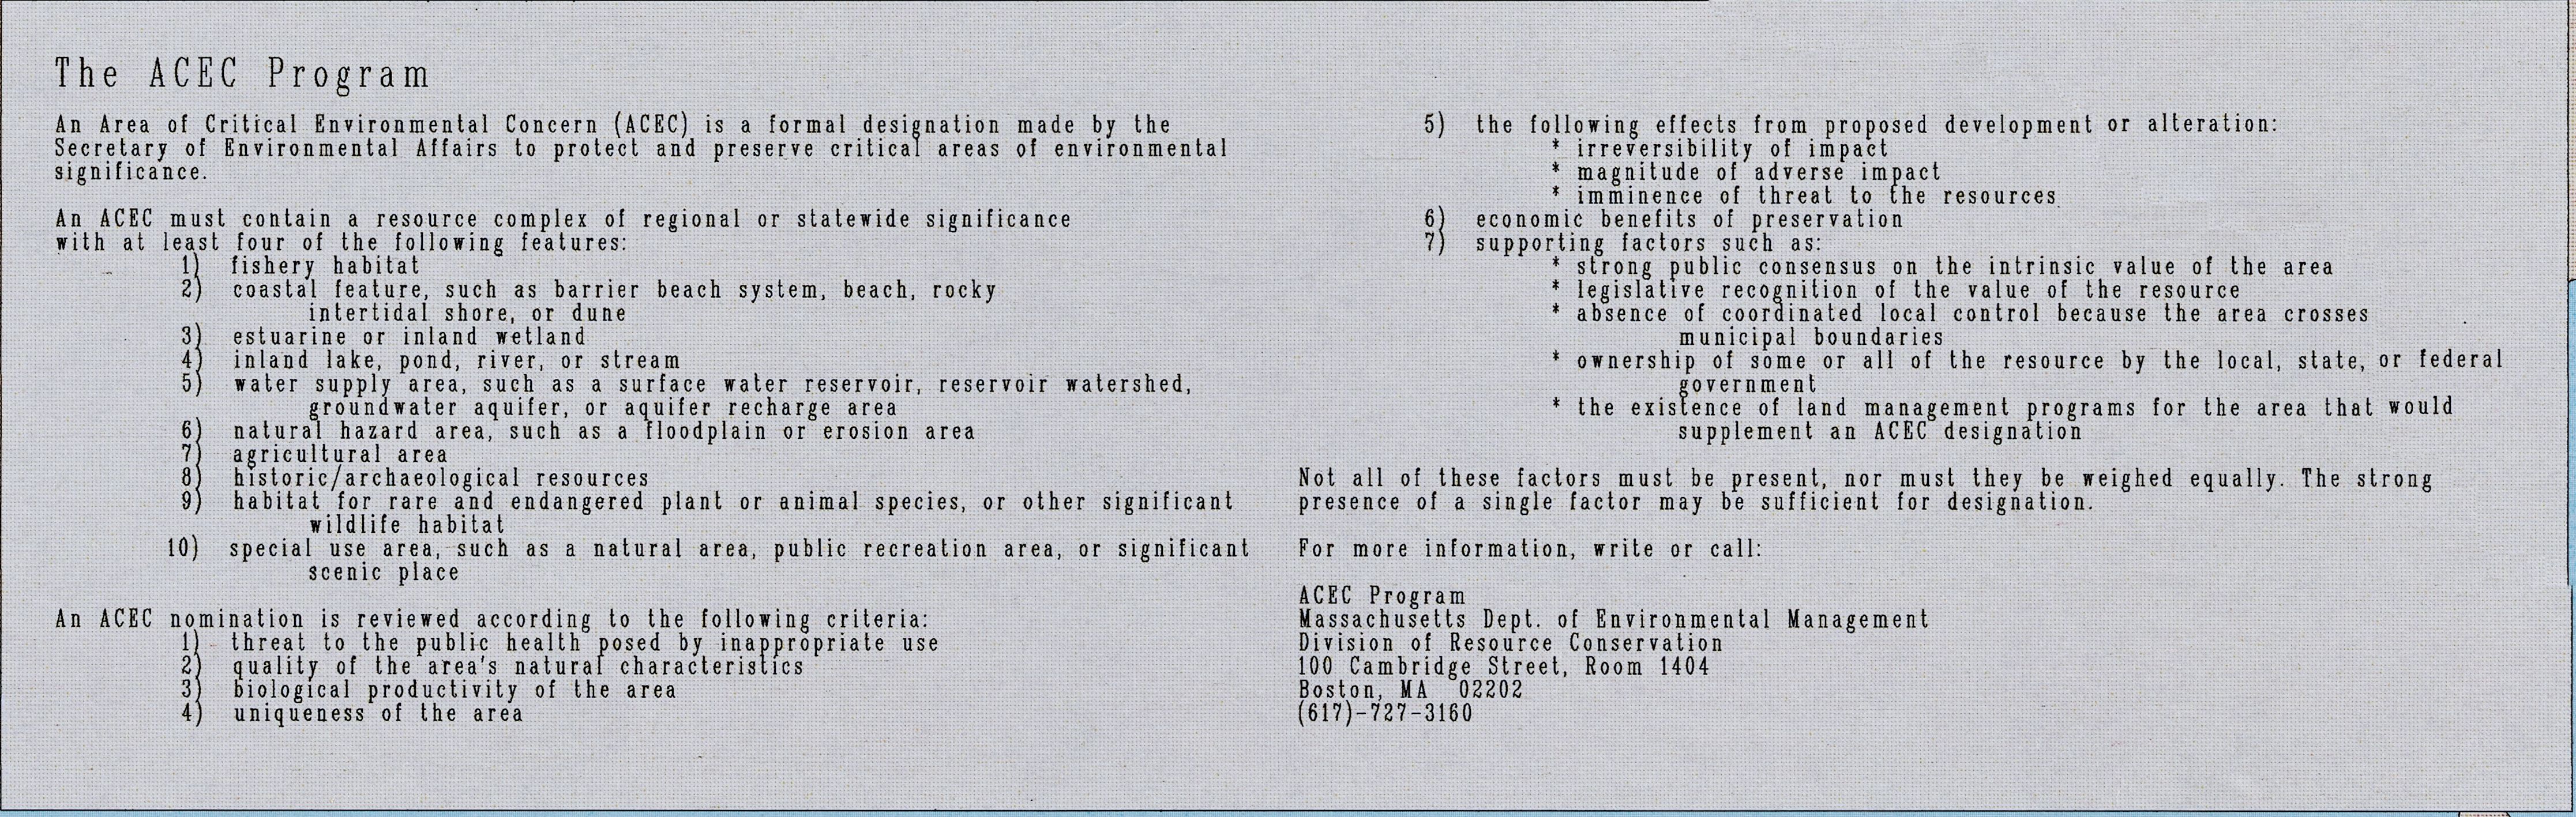 The ACEC Program
An Area of Critical Environmental Concern (ACEC) is a formal designation made by the
Secretary of Environmental Affairs to protect and preserve critical areas of environmental
significance.
An ACEC must contain a resource complex of regional or statewide significance
with at least four of the following features:
1) fishery habitat
2) coastal feature, such as barrier beach system, beach, rocky
intertidal shore, or dune
3) estuarine or inland wetland
4) inland lake, pond, river, or stream
5) water supply area, such as a surface water reservoir, reservoir watershed,
groundwater aquifer, or aquifer recharge area
6) natural hazard area, such as a floodplain or erosion area
7) agricultural area
8) historic/archaeological resources
9) habitat for rare and endangered plant or animal species, or other significant
wildlife habitat
10) special use area, such as a natural area, public recreation area, or significant
scenic place
An ACEC nomination is reviewed according to the following criteria:
1) threat to the public health posed by inappropriate use
2) quality of the area's natural characteristics
3) biological productivity of the area
4) uniqueness of the area
5) the following effects from proposed development or alteration:
* irreversibility of impact
* magnitude of adverse impact
* imminence of threat to the resources
6) economic benefits of preservation
7) supporting factors such as:
* strong public consensus on the intrinsic value of the area
* legislative recognition of the value of the resource
* absence of coordinated local control because the area crosses
municipal boundaries
* ownership of some or all of the resource by the local, state, or federal
government
* the existence of land management programs for the area that would
supplement an ACEC designation
Not all of these factors must be present, nor must they be weighed equally. The strong
presence of a single factor may be sufficient for designation.
For more information, write or call:
ACEC Program
Massachusetts Dept. of Environmental Management
Division of Resource Conservation
100 Cambridge Street, Room 1404
Boston, MA 02202
(617)-727-3160